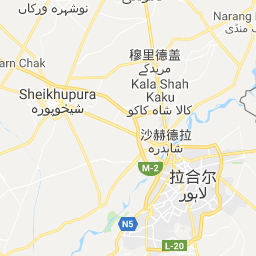 نوشہرہ ورکاں
Narang
منڈی
穆里德盖
مریدکے
arn Chak
Kala Shah
Kaku
کالا شاہ کاکو
Sheikhupura
شیخوپورہ
沙赫德拉
شاہدرہ
M-2
拉合尔
لاہور
N5
L-20